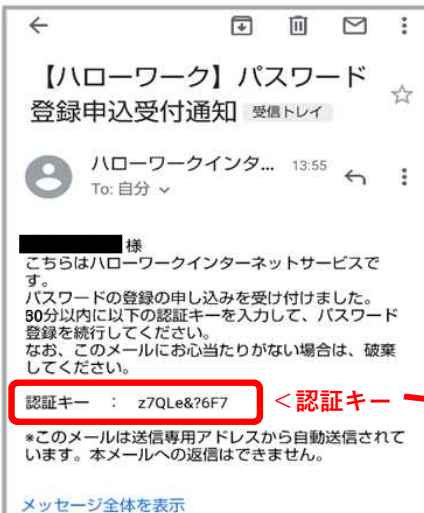 【ハローワーク】パスワード
登録申込受付通知 受信トレイ
ハローワークインタ... 13:55
To: 自分
様
こちらはハローワークインターネットサービスで
す。
パスワードの登録の申し込みを受け付けました。
50分以内に以下の認証キーを入力して、パスワード
登録を続行してください。
なお、このメールにお心当たりがない場合は、破棄
してください。
認証キー : z7QLe&?6F7 <認証キー
*このメールは送信専用アドレスから自動送信されて
います。本メールへの返信はできません。
メッセージ全体を表示